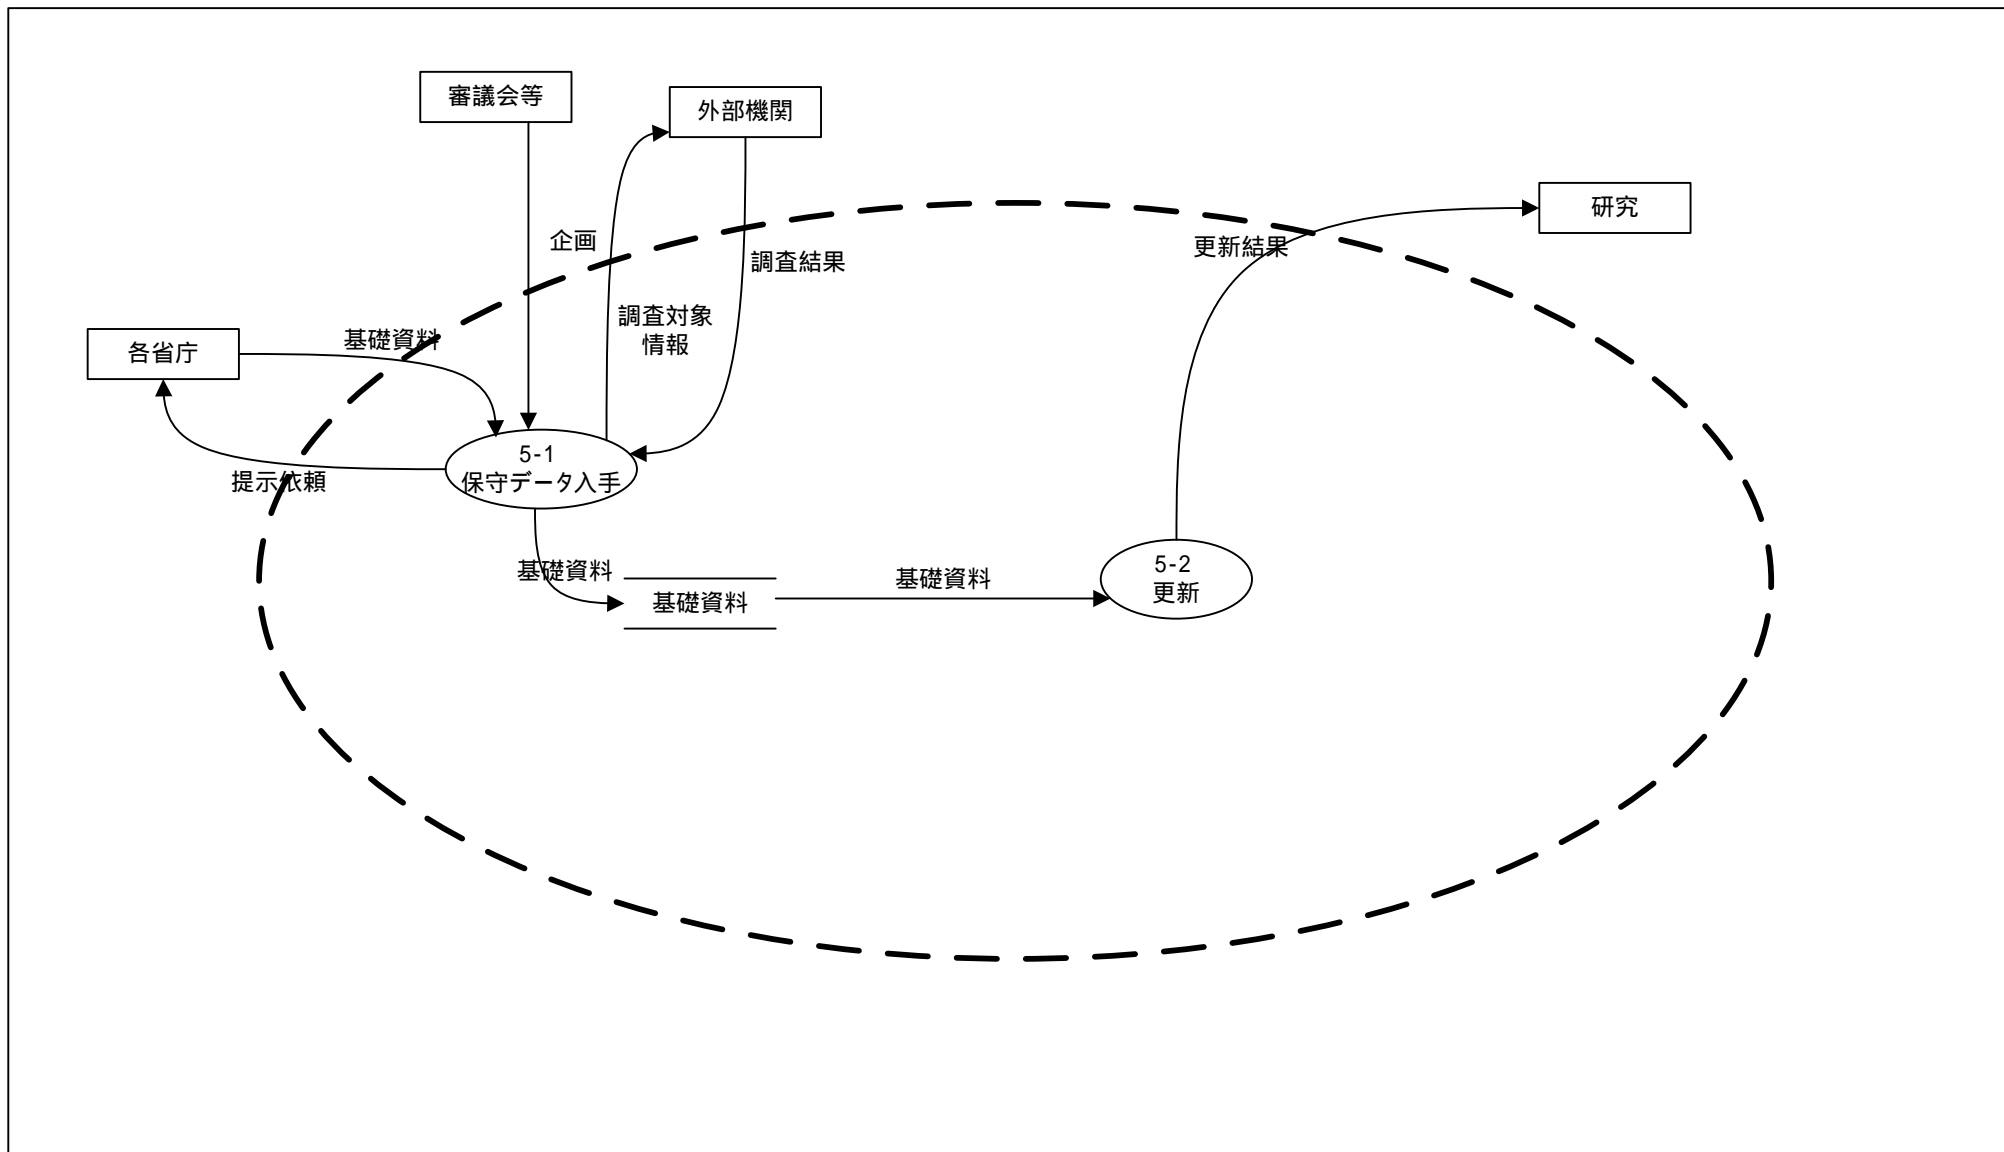 審議会等
外部機関
研究
企画
更新結果
調査結果
調査対象
情報
基礎資料
各省庁
5-1
保守データ入手
提示依頼
基礎資料
基礎資料
基礎資料
5-2
更新